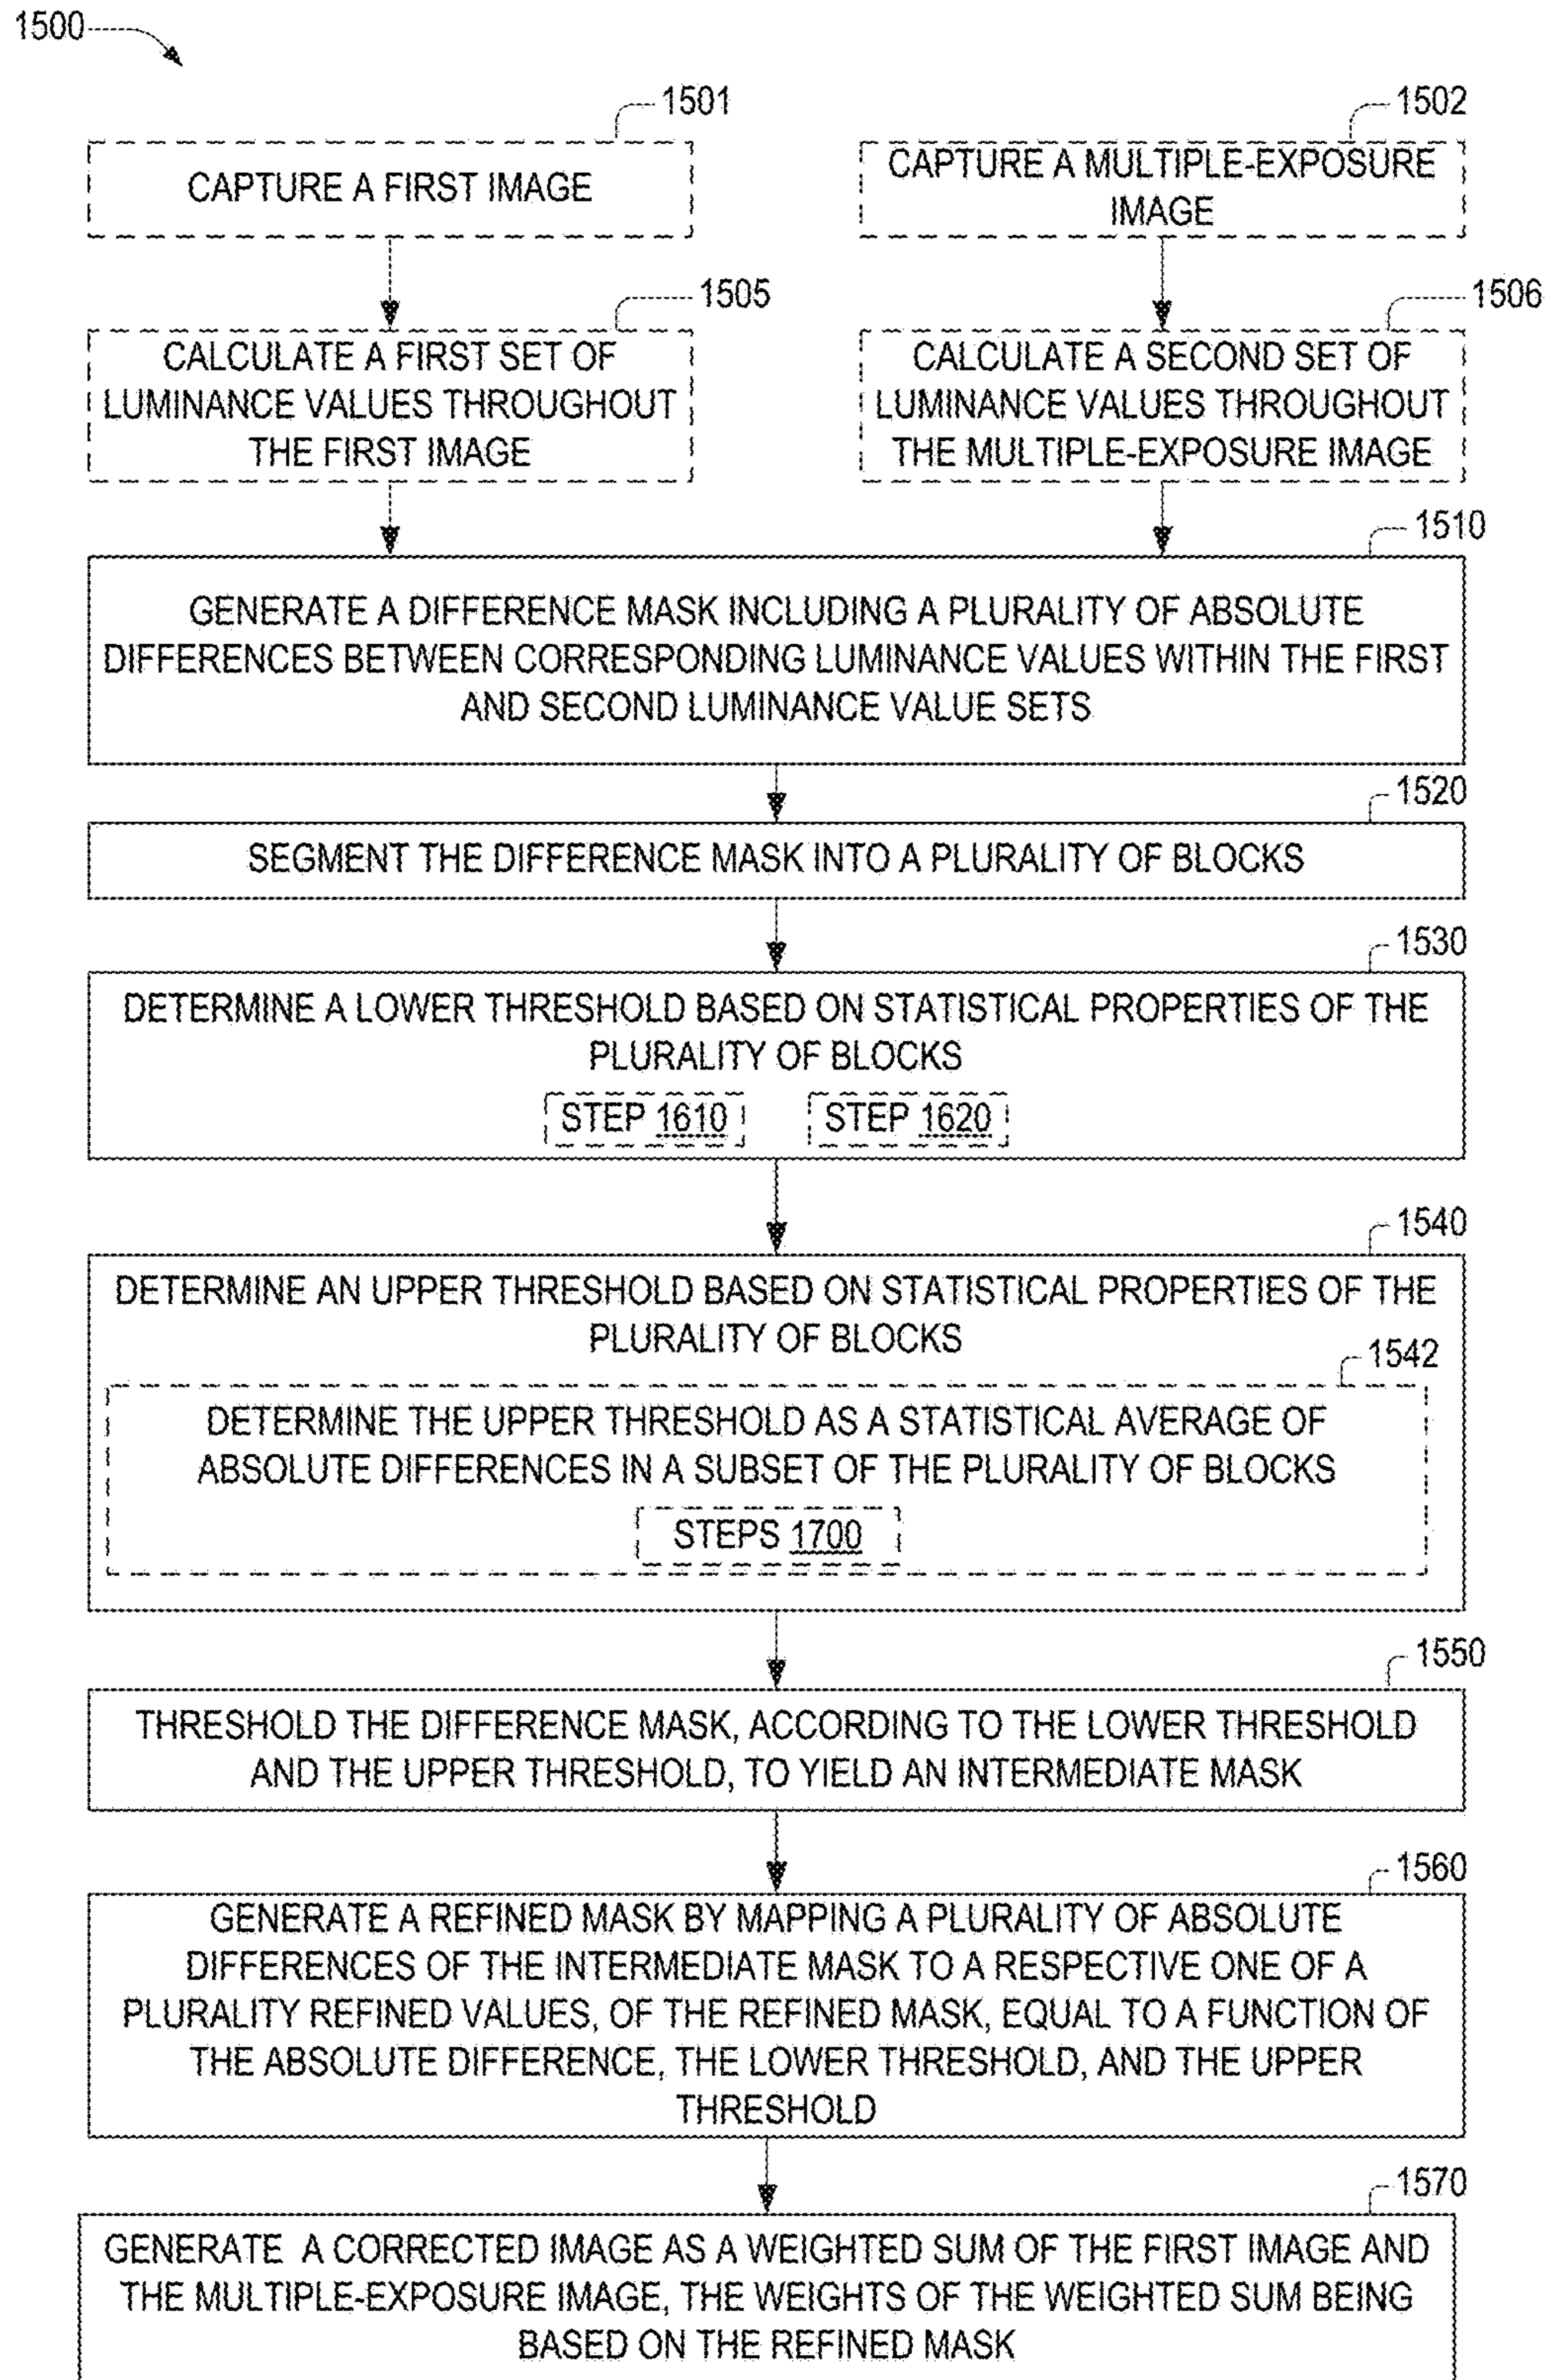 1500
1501
CAPTURE A FIRST IMAGE
1502
CAPTURE A MULTIPLE-EXPOSURE
IMAGE
1505
CALCULATE A FIRST SET OF
LUMINANCE VALUES THROUGHOUT
THE FIRST IMAGE
1506
CALCULATE A SECOND SET OF
LUMINANCE VALUES THROUGHOUT
THE MULTIPLE-EXPOSURE IMAGE
1510
GENERATE A DIFFERENCE MASK INCLUDING A PLURALITY OF ABSOLUTE
DIFFERENCES BETWEEN CORRESPONDING LUMINANCE VALUES WITHIN THE FIRST
AND SECOND LUMINANCE VALUE SETS
1520
SEGMENT THE DIFFERENCE MASK INTO A PLURALITY OF BLOCKS
1530
DETERMINE A LOWER THRESHOLD BASED ON STATISTICAL PROPERTIES OF THE
PLURALITY OF BLOCKS
STEP 1610 STEP 1620
1540
DETERMINE AN UPPER THRESHOLD BASED ON STATISTICAL PROPERTIES OF THE
PLURALITY OF BLOCKS
1542
DETERMINE THE UPPER THRESHOLD AS A STATISTICAL AVERAGE OF
ABSOLUTE DIFFERENCES IN A SUBSET OF THE PLURALITY OF BLOCKS
STEPS 1700
1550
THRESHOLD THE DIFFERENCE MASK, ACCORDING TO THE LOWER THRESHOLD
AND THE UPPER THRESHOLD, TO YIELD AN INTERMEDIATE MASK
1560
GENERATE A REFINED MASK BY MAPPING A PLURALITY OF ABSOLUTE
DIFFERENCES OF THE INTERMEDIATE MASK TO A RESPECTIVE ONE OF A
PLURALITY REFINED VALUES, OF THE REFINED MASK, EQUAL TO A FUNCTION OF
THE ABSOLUTE DIFFERENCE, THE LOWER THRESHOLD, AND THE UPPER
THRESHOLD
1570
GENERATE A CORRECTED IMAGE AS A WEIGHTED SUM OF THE FIRST IMAGE AND
THE MULTIPLE-EXPOSURE IMAGE, THE WEIGHTS OF THE WEIGHTED SUM BEING
BASED ON THE REFINED MASK